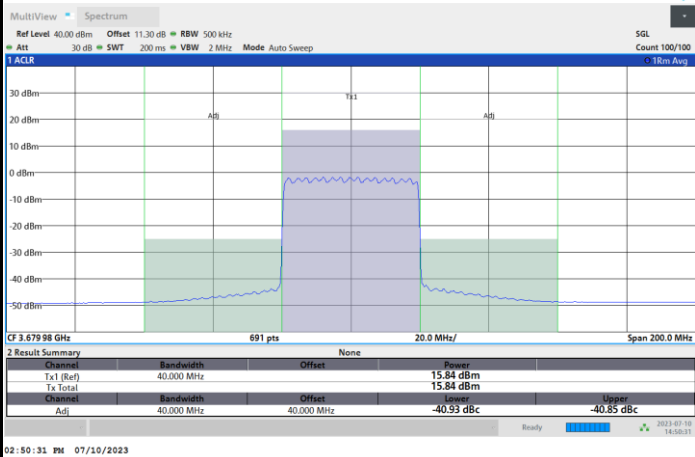 MultiView Spectrum
Ref Level 40.00 dBm Offset 11.30 dB RBW 500 kHz SGL
Att 30 dB SWT 200 ms VBW 2 MHz Mode Auto Sweep Count 100/100
1 ACLR 1Rm Avg
30 dBm
Tx1
20 dBm
Adj Adj
10 dBm
0 dBm
-10 dBm
-20 dBm
-30 dBm
-40 dBm
-50 dBm
CF 3.679 98 GHz 691 pts 20.0 MHz/ Span 200.0 MHz
2 Result Summary None
Channel Bandwidth Offset Power
Tx1 (Ref) 40.000 MHz 15.84 dBm
Tx Total 15.84 dBm
Channel Bandwidth Offset Lower Upper
Adj 40.000 MHz 40.000 MHz -40.93 dBc -40.85 dBc
Ready 2023-07-10
14:50:31
02:50:31 PM 07/10/2023